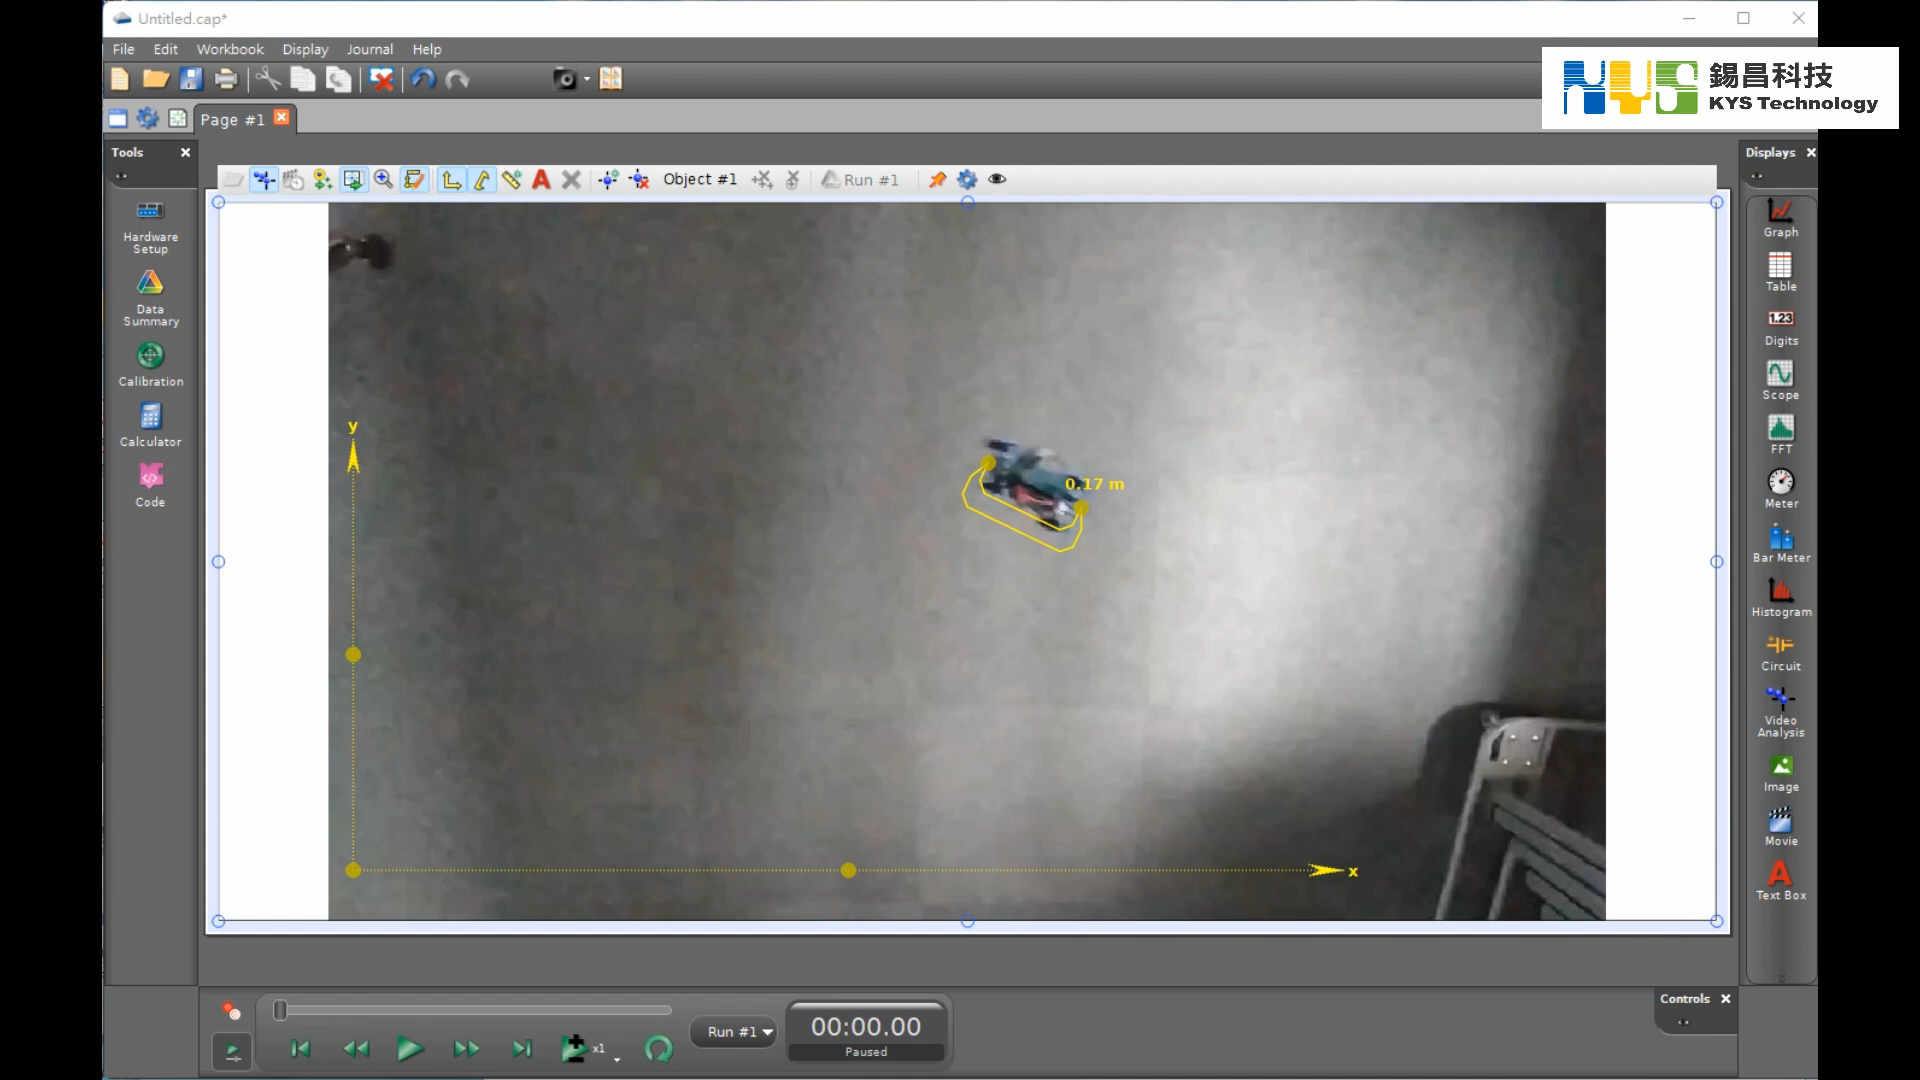 Untitled.cap*
File Edit Workbook Display Journal Help
錫昌科技
KYS Technology
Page #1
Tools
Displays
Object #1
Run #1
Hardware
Setup
Data
Summary
Calibration
Calculator
Code
Graph
Table
1.23
Digits
Scope
FFT
Meter
Bar Meter
Histogram
Circuit
Video
Analysis
Image
Movie
A
Text Box
y
0.17 m
x
Controls
x1
Run #1
00:00.00
Paused